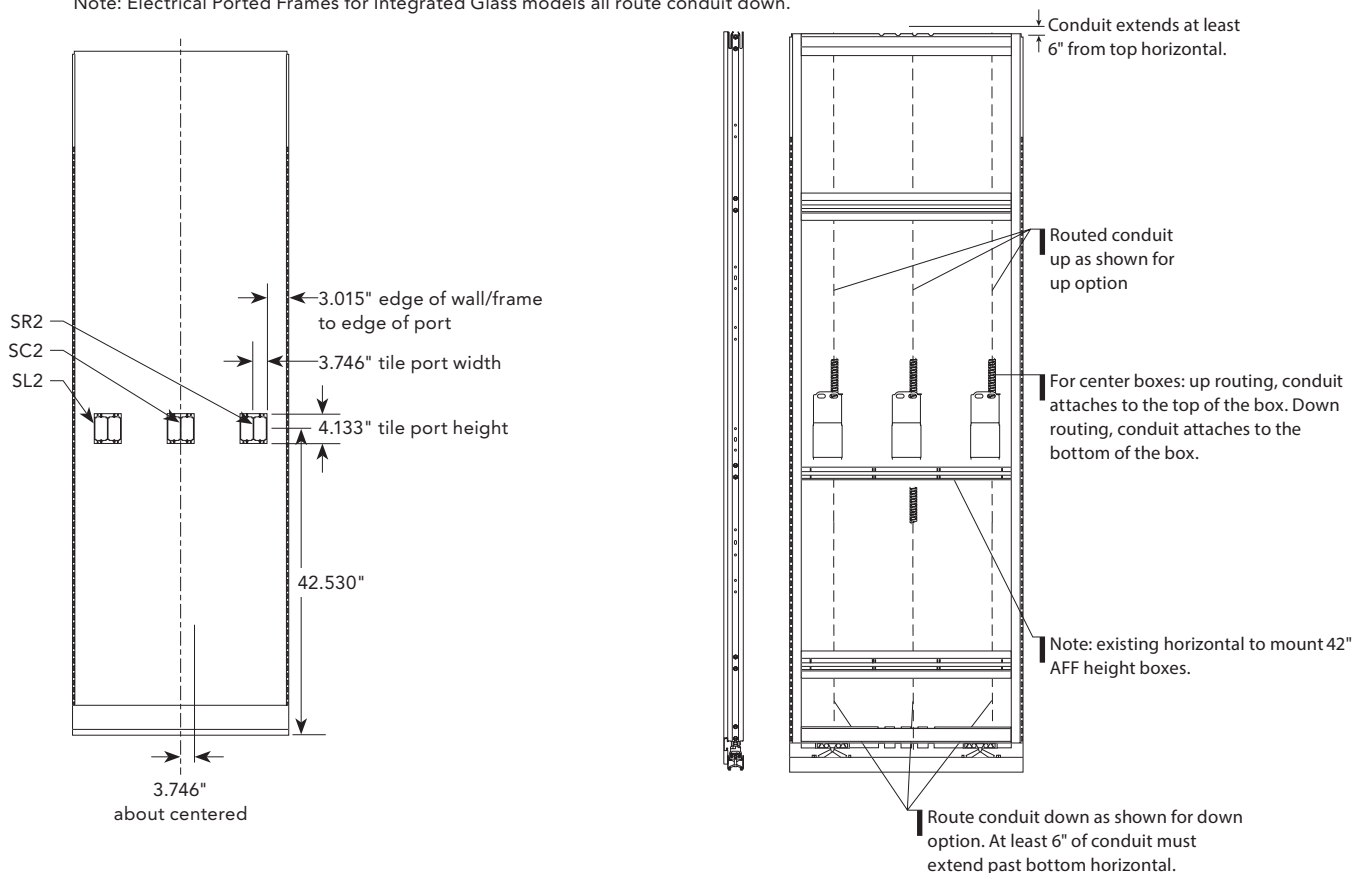 Note: Electrical Ported Frames for Integrated Glass models all route conduit down.
SR2
SC2
SL2
3.015" edge of wall/frame
to edge of port
3.746" tile port width
4.133" tile port height
42.530"
3.746"
about centered
Conduit extends at least
6" from top horizontal.
Routed conduit
up as shown for
up option
For center boxes: up routing, conduit
attaches to the top of the box. Down
routing, conduit attaches to the
bottom of the box.
Note: existing horizontal to mount 42"
AFF height boxes.
Route conduit down as shown for down
option. At least 6" of conduit must
extend past bottom horizontal.